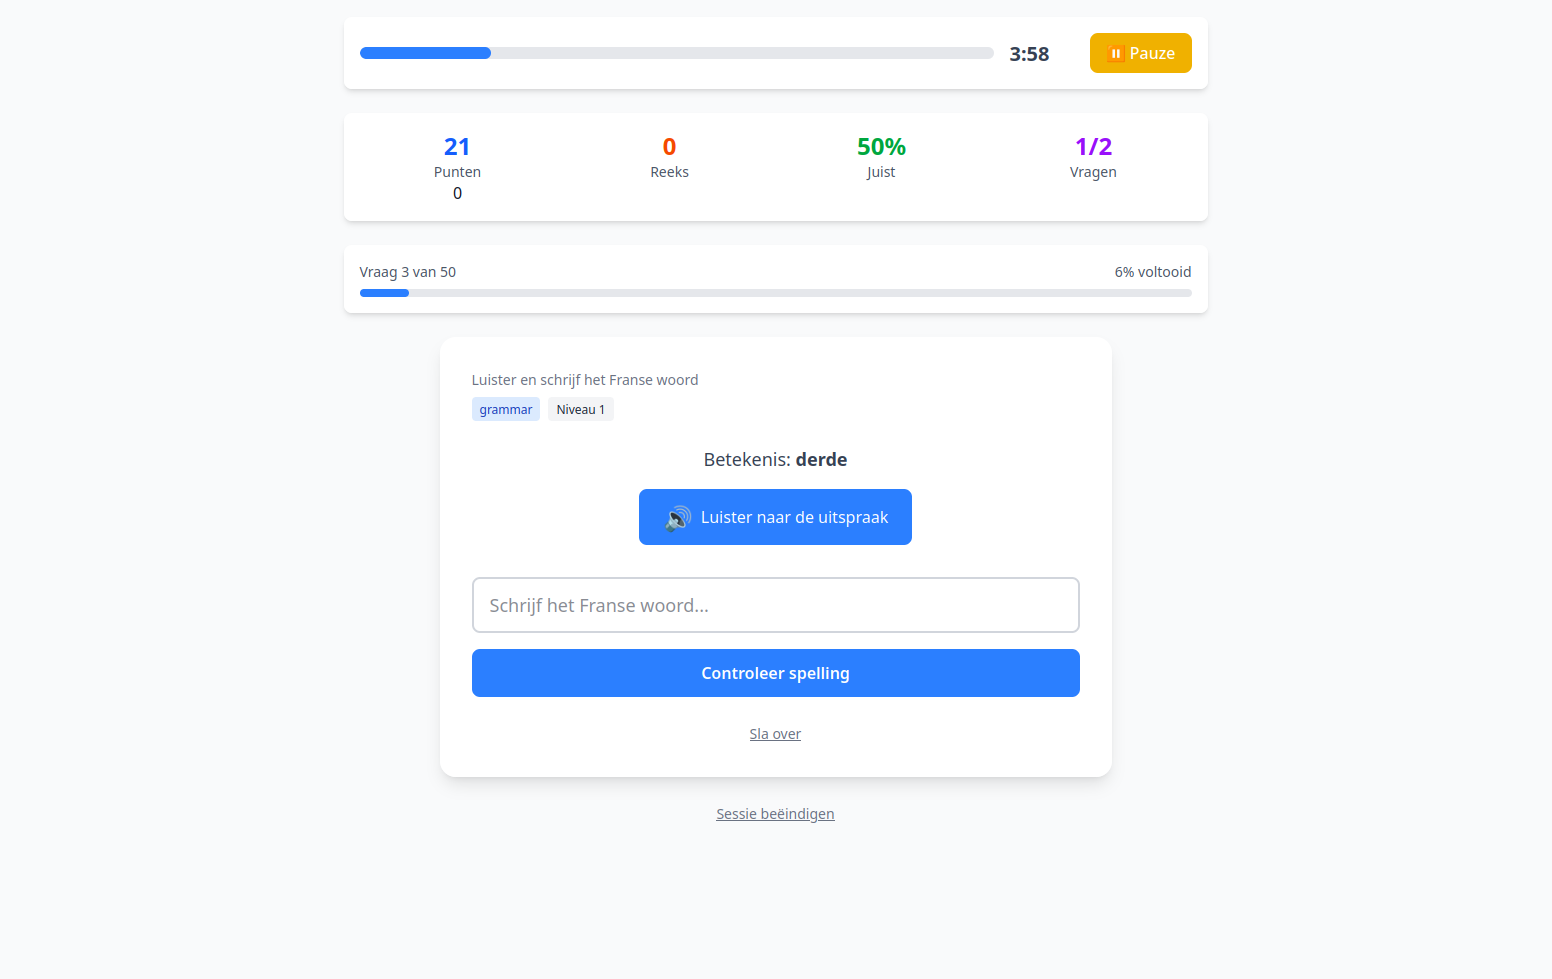 3:58
⏸️ Pauze
21
Punten
0
0
Reeks
50%
Juist
1/2
Vragen
Vraag 3 van 50
6% voltooid
Luister en schrijf het Franse woord
grammar
Niveau 1
Betekenis: derde
🔊 Luister naar de uitspraak
Schrijf het Franse woord...
Controleer spelling
Sla over
Sessie beëindigen